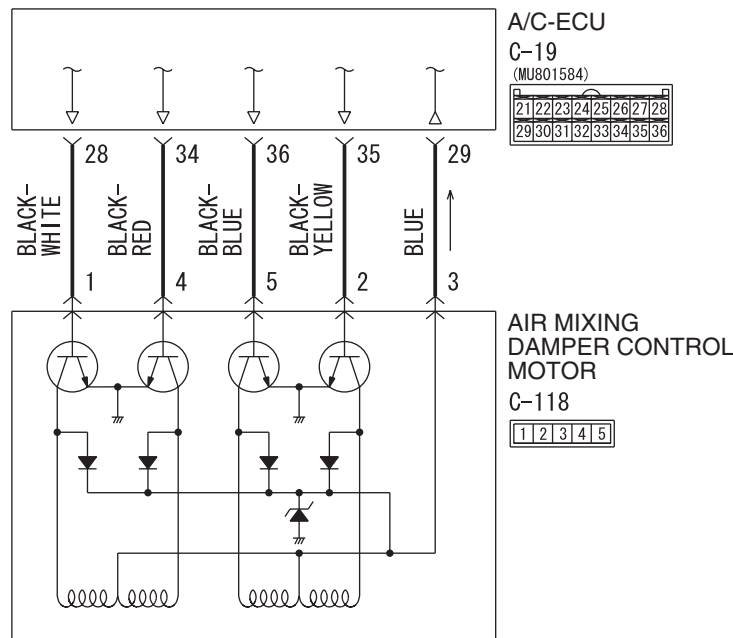 A/C-ECU
C-19
(MU801584)
21 22 23 24 25 26 27 28
29 30 31 32 33 34 35 36
28 34 36 35 29
BLACK-WHITE
BLACK-RED
BLACK-BLUE
BLACK-YELLOW
BLUE
1 4 5 2 3
AIR MIXING
DAMPER CONTROL
MOTOR
C-118
1 2 3 4 5